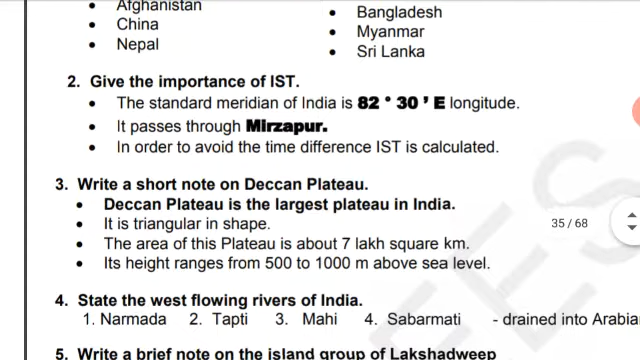 • Afghanistan
• China
• Nepal
• Bangladesh
• Myanmar
• Sri Lanka
2. Give the importance of IST.
• The standard meridian of India is 82 ° 30 ' E longitude.
• It passes through Mirzapur.
• In order to avoid the time difference IST is calculated.
3. Write a short note on Deccan Plateau.
• Deccan Plateau is the largest plateau in India.
• It is triangular in shape.
• The area of this Plateau is about 7 lakh square km.
• Its height ranges from 500 to 1000 m above sea level.
35 / 68
4. State the west flowing rivers of India.
1. Narmada 2. Tapti 3. Mahi 4. Sabarmati - drained into Arabia
5. Write a brief note on the island group of Lakshadweep